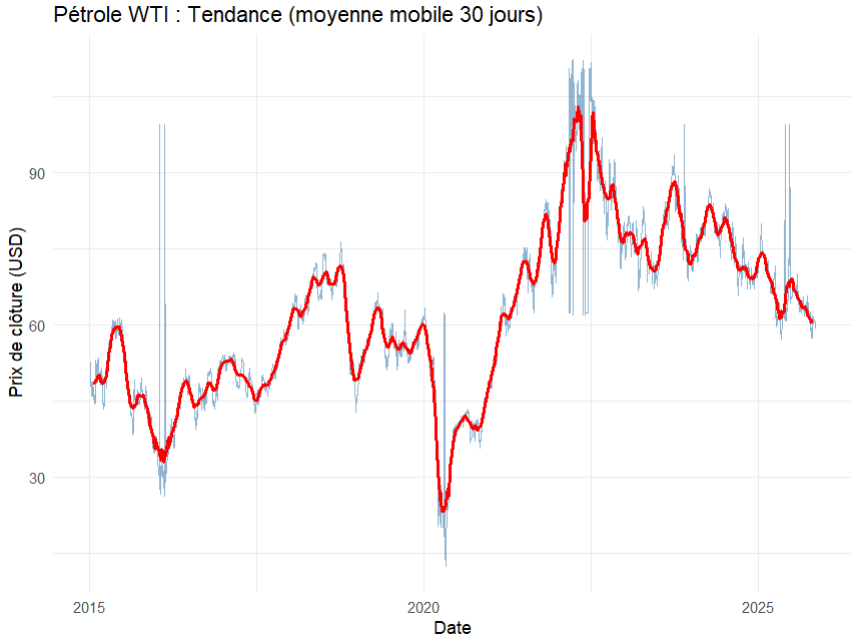 Pétrole WTI : Tendance (moyenne mobile 30 jours)
Prix de clôture (USD)
90
60
30
2015
2020
2025
Date